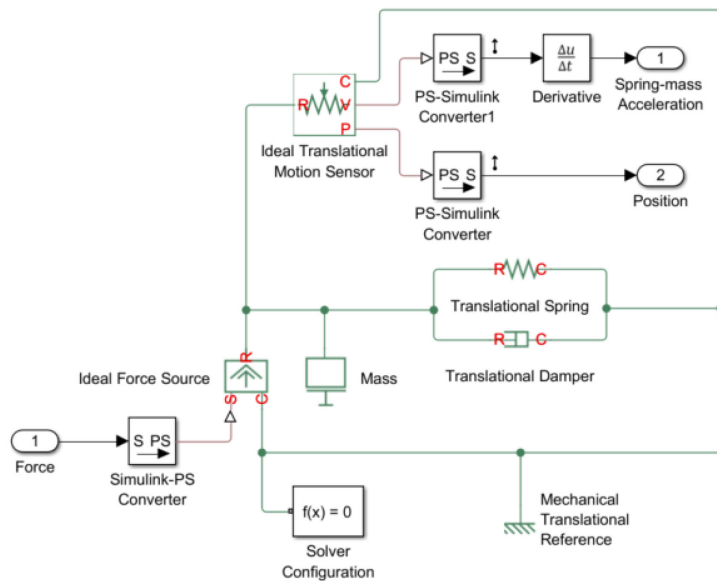 C
R
V
P
Ideal Translational
Motion Sensor
PS S
PS-Simulink
Converter1
Δu
Δt
Derivative
1
Spring-mass
Acceleration
PS S
PS-Simulink
Converter
2
Position
R C
Translational Spring
R C
Translational Damper
Ideal Force Source
R
S
C
Mass
1
Force
S PS
Simulink-PS
Converter
f(x) = 0
Solver
Configuration
Mechanical
Translational
Reference